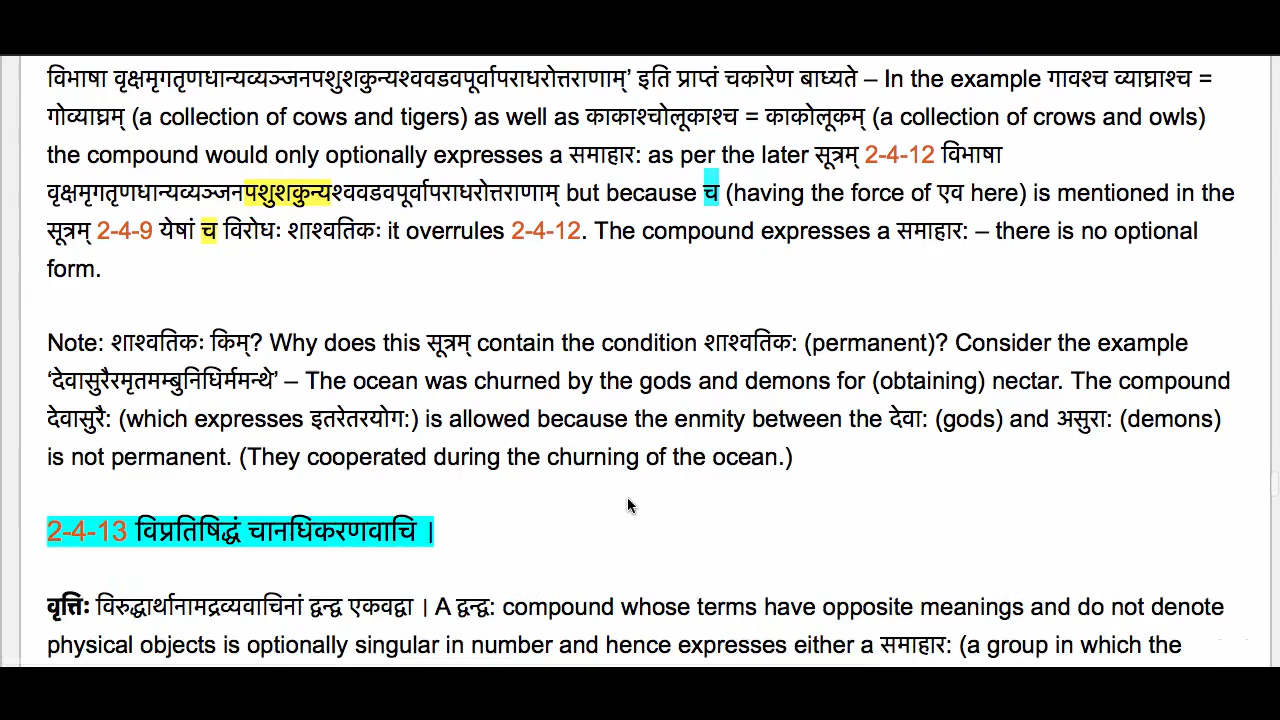 विभाषा वृक्षमृगतृणधान्यव्यञ्जनपशुशकुन्यश्ववडवपूर्वापराधरोत्तराणाम्’ इति प्राप्तं चकारेण बाध्यते – In the example गावश्च व्याघ्राश्च =
गोव्याघ्रम् (a collection of cows and tigers) as well as काकाश्चोलूकाश्च = काकोलूकम् (a collection of crows and owls)
the compound would only optionally expresses a समाहार: as per the later सूत्रम् 2-4-12 विभाषा
वृक्षमृगतृणधान्यव्यञ्जनपशुशकुन्यश्ववडवपूर्वापराधरोत्तराणाम् but because च (having the force of एव here) is mentioned in the
सूत्रम् 2-4-9 येषां च विरोधः शाश्वतिकः it overrules 2-4-12. The compound expresses a समाहार: – there is no optional
form.
Note: शाश्वतिकः किम्? Why does this सूत्रम् contain the condition शाश्वतिक: (permanent)? Consider the example
‘देवासुरैरमृतमम्बुनिधिर्ममन्थे’ – The ocean was churned by the gods and demons for (obtaining) nectar. The compound
देवासुरै: (which expresses इतरेतरयोग:) is allowed because the enmity between the देवा: (gods) and असुरा: (demons)
is not permanent. (They cooperated during the churning of the ocean.)
2-4-13 विप्रतिषिद्धं चानधिकरणवाचि ।
वृत्तिः विरुद्धार्थानामद्रव्यवाचिनां द्वन्द्व एकवद्वा । A द्वन्द्व: compound whose terms have opposite meanings and do not denote
physical objects is optionally singular in number and hence expresses either a समाहार: (a group in which the